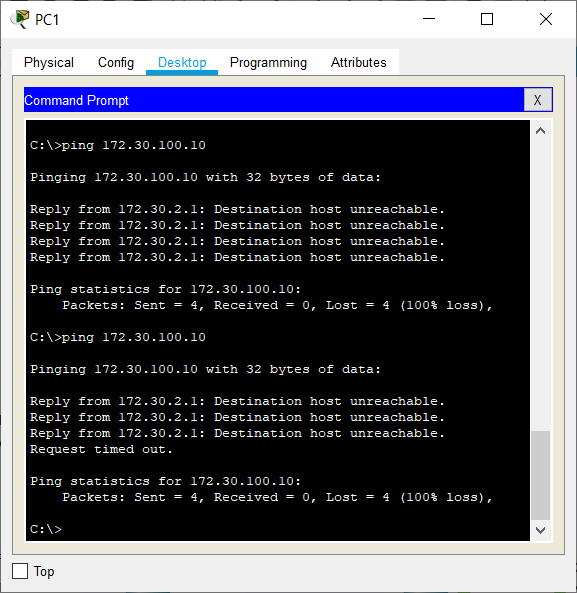 PC1
Physical Config Desktop Programming Attributes
Command Prompt X
C:\>ping 172.30.100.10
Pinging 172.30.100.10 with 32 bytes of data:
Reply from 172.30.2.1: Destination host unreachable.
Reply from 172.30.2.1: Destination host unreachable.
Reply from 172.30.2.1: Destination host unreachable.
Reply from 172.30.2.1: Destination host unreachable.
Ping statistics for 172.30.100.10:
Packets: Sent = 4, Received = 0, Lost = 4 (100% loss),
C:\>ping 172.30.100.10
Pinging 172.30.100.10 with 32 bytes of data:
Reply from 172.30.2.1: Destination host unreachable.
Reply from 172.30.2.1: Destination host unreachable.
Reply from 172.30.2.1: Destination host unreachable.
Request timed out.
Ping statistics for 172.30.100.10:
Packets: Sent = 4, Received = 0, Lost = 4 (100% loss),
C:\>
Top